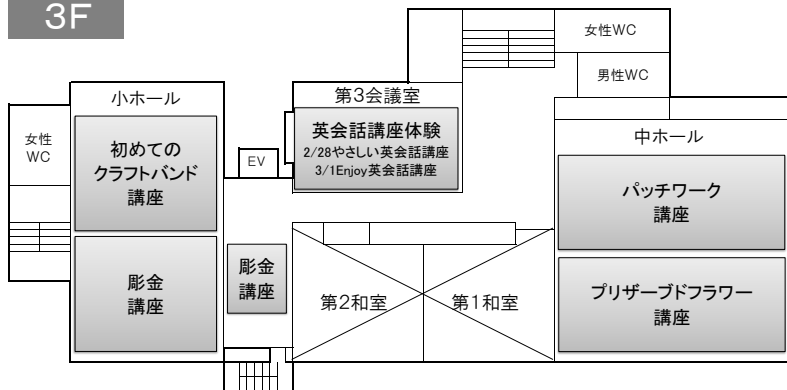 3F
女性WC
男性WC
小ホール
第3会議室
中ホール
女性
WC
EV
初めての
クラフトバンド
講座
英会話講座体験
2/28やさしい英会話講座
3/1Enjoy英会話講座
パッチワーク
講座
彫金
講座
彫金
講座
第2和室
第1和室
プリザーブドフラワー
講座